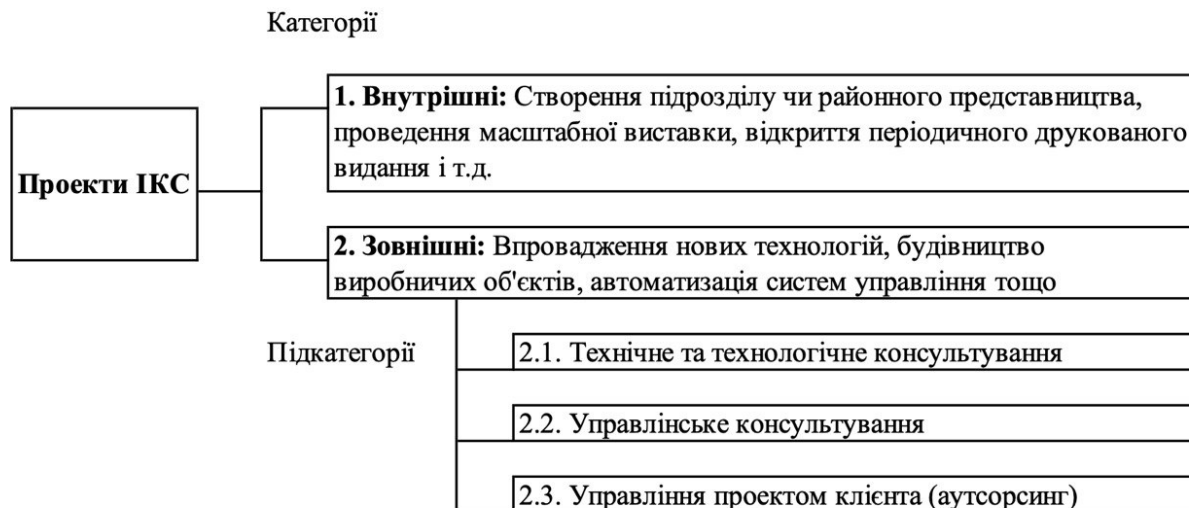 Категорії
1. Внутрішні: Створення підрозділу чи районного представництва,
проведення масштабної виставки, відкриття періодичного друкованого
видання і т.д.
Проекти ІКС
2. Зовнішні: Впровадження нових технологій, будівництво
виробничих об'єктів, автоматизація систем управління тощо
Підкатегорії
2.1. Технічне та технологічне консультування
2.2. Управлінське консультування
2.3. Управління проектом клієнта (аутсорсинг)